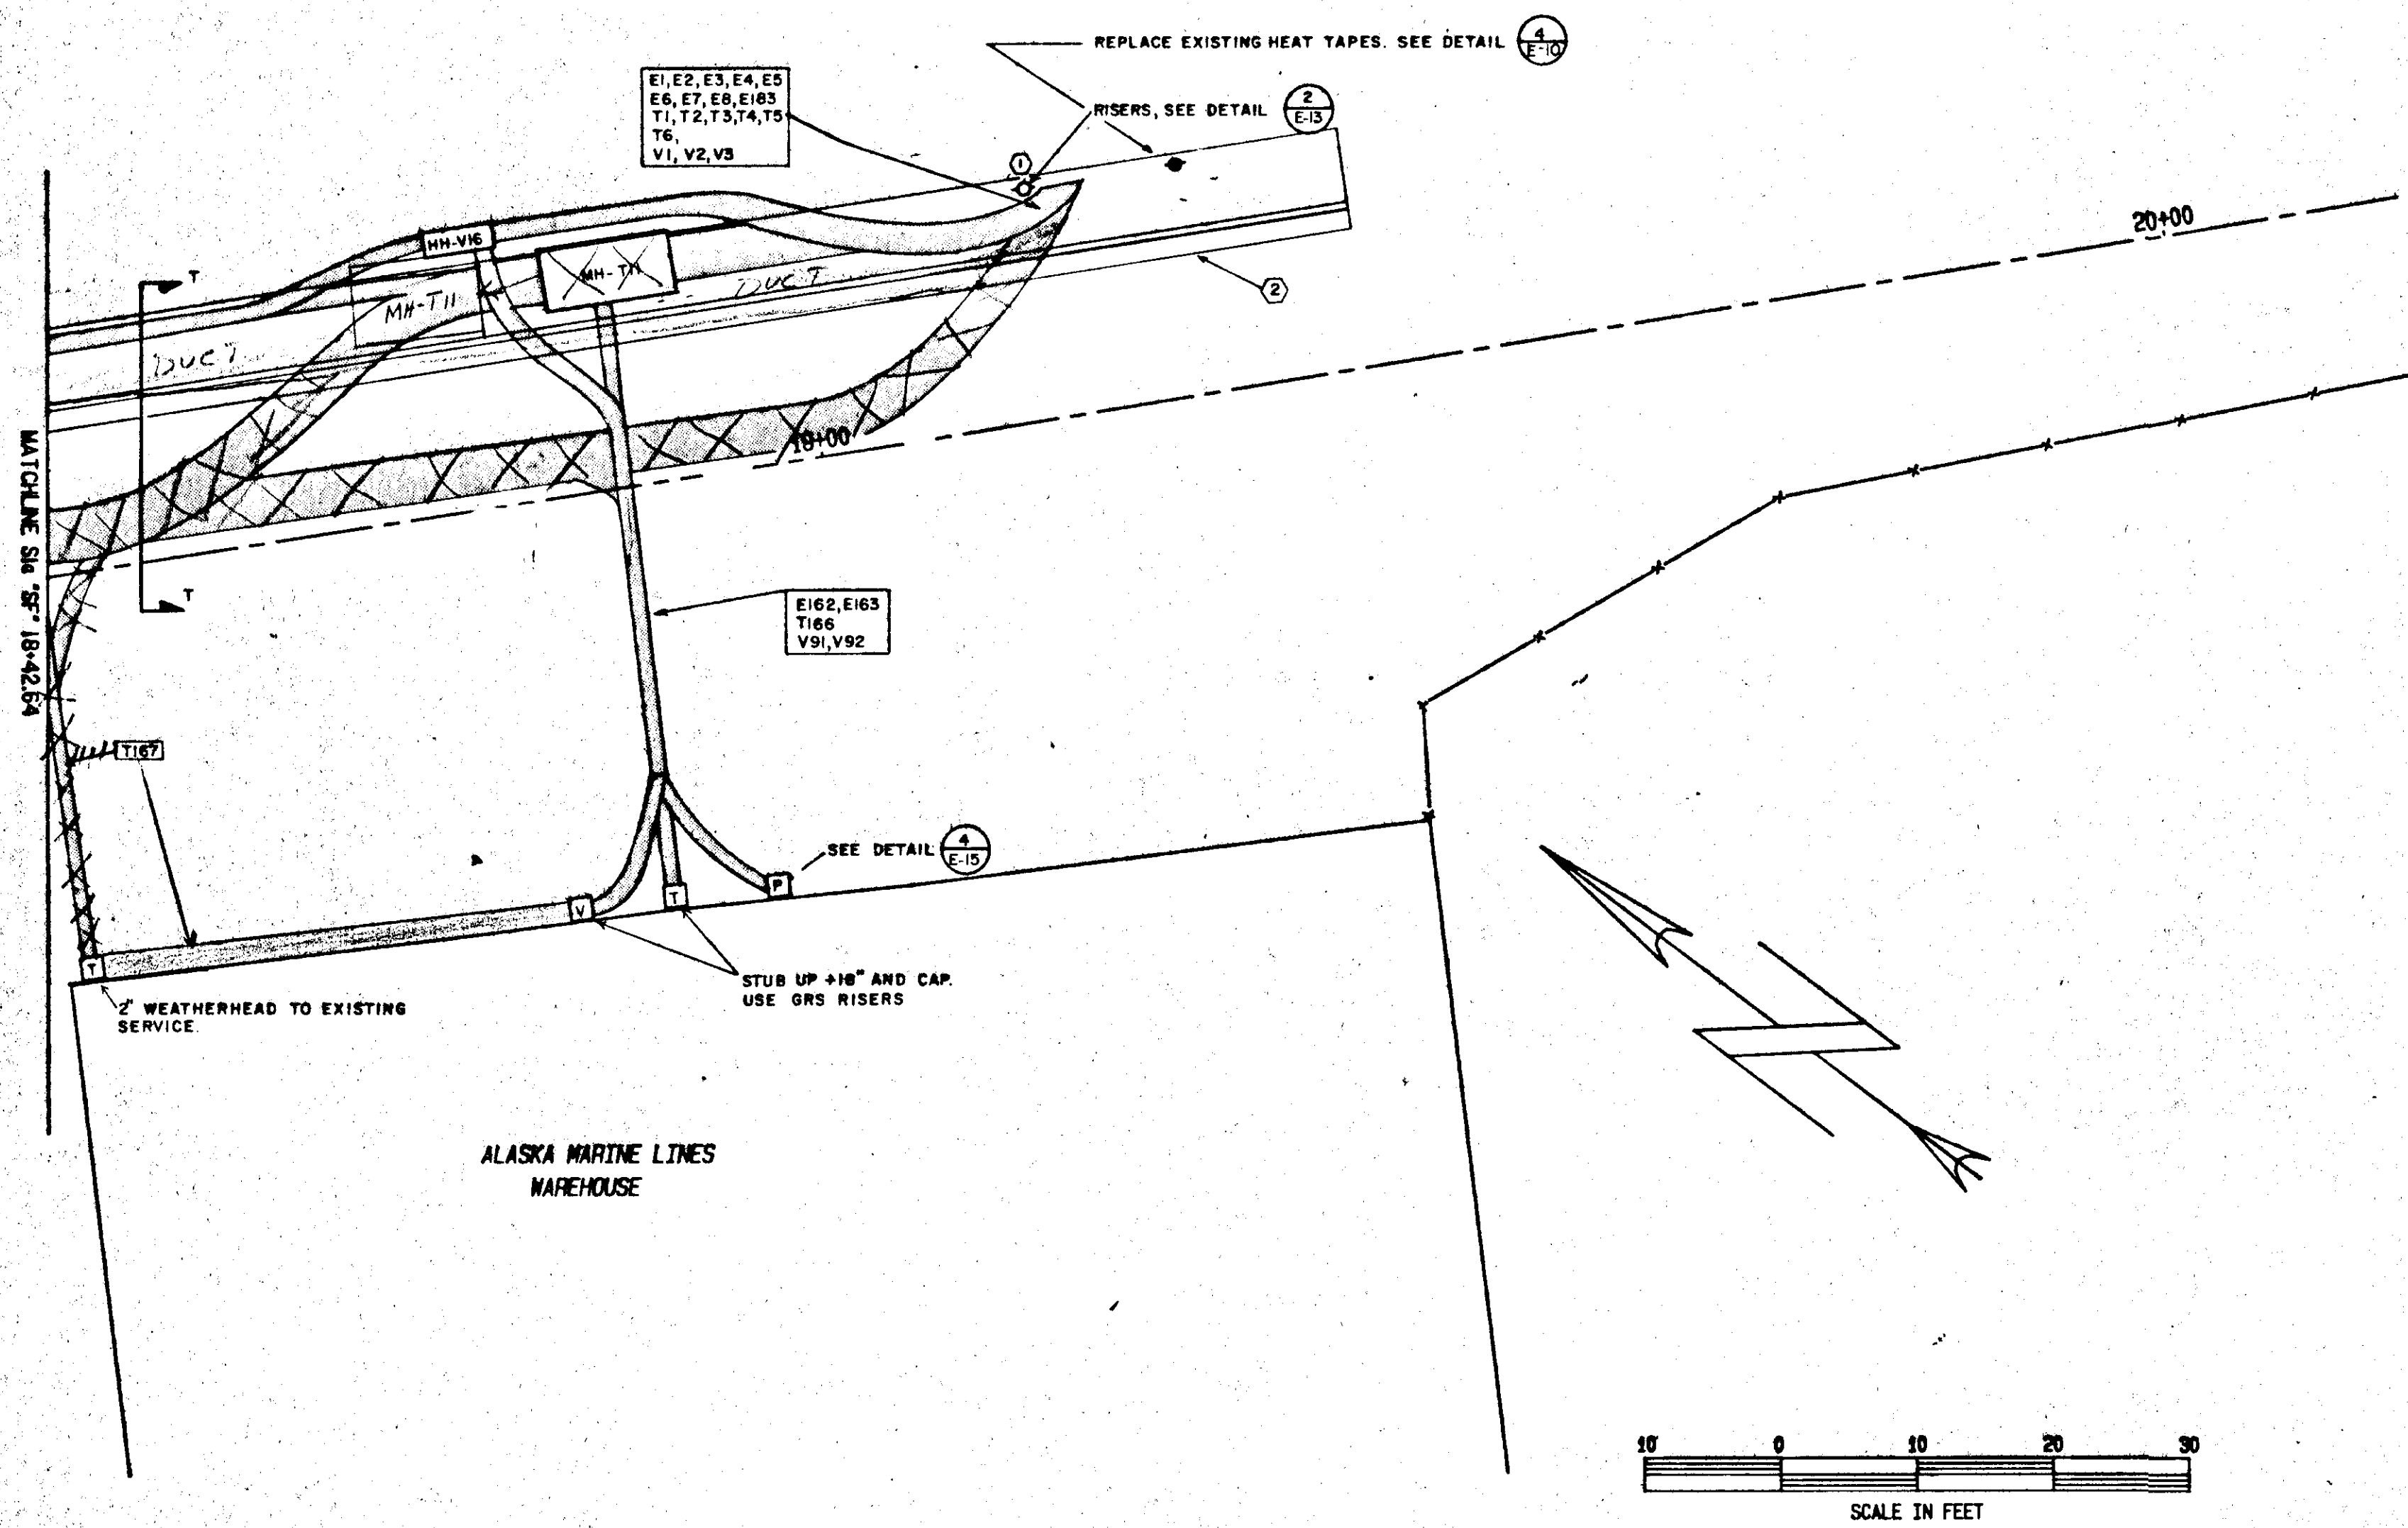 REPLACE EXISTING HEAT TAPES. SEE DETAIL 4 E-10
RISERS, SEE DETAIL 2 E-13
E1,E2,E3,E4,E5
E6,E7,E8,E183
T1,T2,T3,T4,T5
T6,
V1,V2,V3
1
2
20+00
HH-V16
MH-T11
MH-T11
DUCT
DUCT
T
T
19+00
MATCHLINE Sta "SF" 18+42.64
E162,E163
T166
V91,V92
T167
SEE DETAIL 4 E-15
P
T
V
T
STUB UP +18" AND CAP.
USE GRS RISERS
2" WEATHERHEAD TO EXISTING
SERVICE.
ALASKA MARINE LINES
WAREHOUSE
10 0 10 20 30
SCALE IN FEET